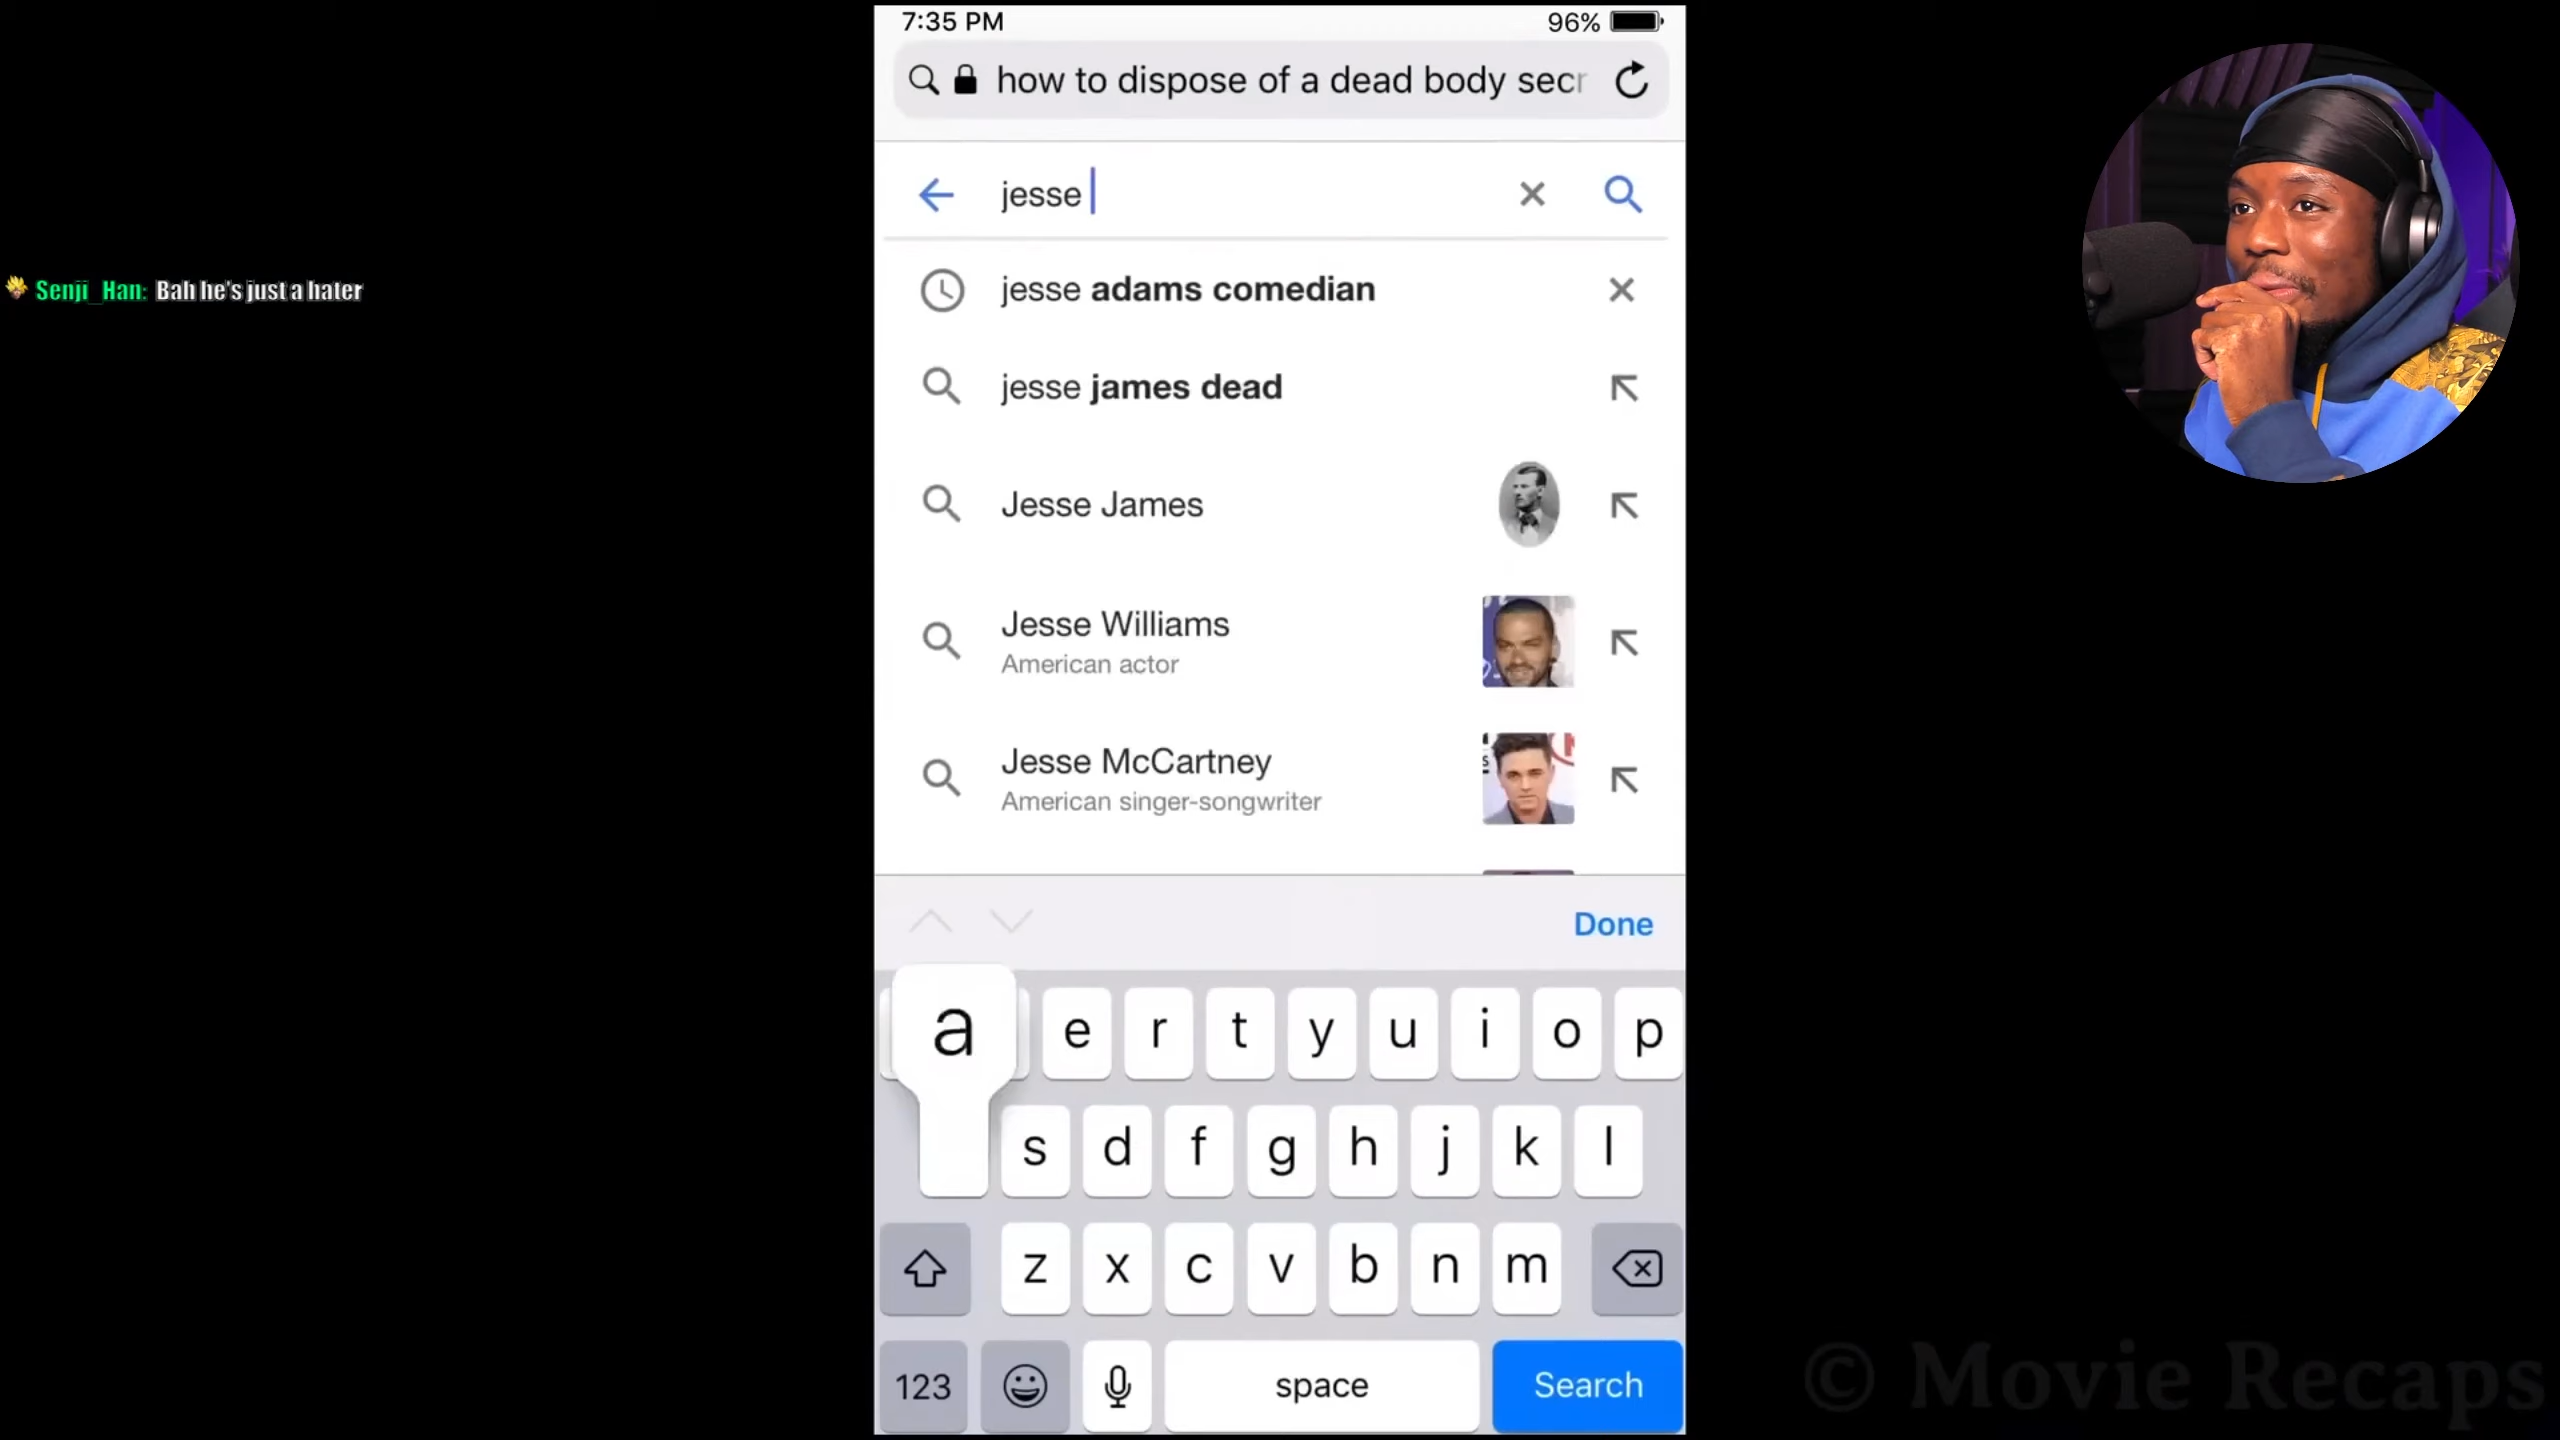 7:35 PM
96%
how to dispose of a dead body secr
jesse
Senji_Han: Bah he's just a hater
jesse adams comedian
jesse james dead
Jesse James
Jesse Williams
American actor
Jesse McCartney
American singer-songwriter
Done
a e r t y u i o p
s d f g h j k l
z x c v b n m
123 space Search
© Movie Recaps